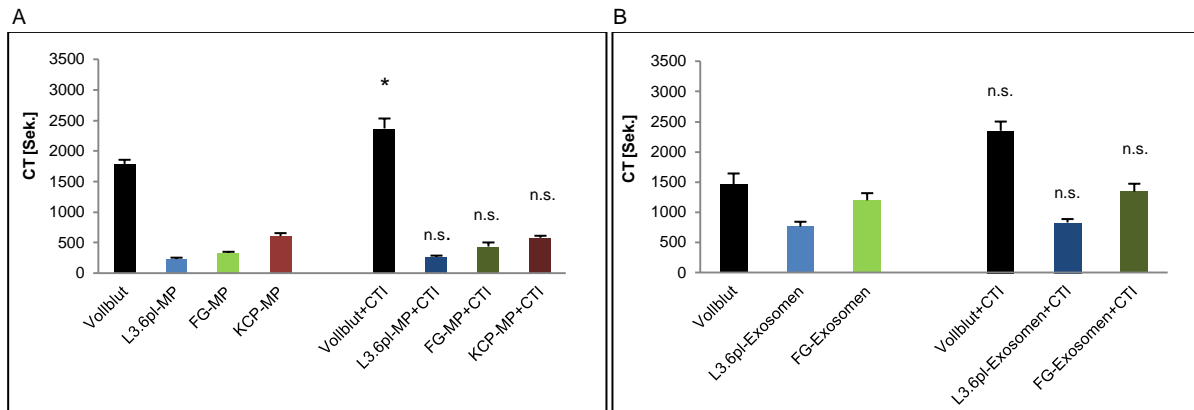 A
3500
3000
2500
2000
1500
1000
500
0
CT [Sek.]
*
n.s.
n.s.
n.s.
Vollblut
L3.6pl-MP
FG-MP
KCP-MP
Vollblut+CTI
L3.6pl-MP+CTI
FG-MP+CTI
KCP-MP+CTI
B
3500
3000
2500
2000
1500
1000
500
0
CT [Sek.]
n.s.
n.s.
n.s.
Vollblut
L3.6pl-Exosomen
FG-Exosomen
Vollblut+CTI
L3.6pl-Exosomen+CTI
FG-Exosomen+CTI